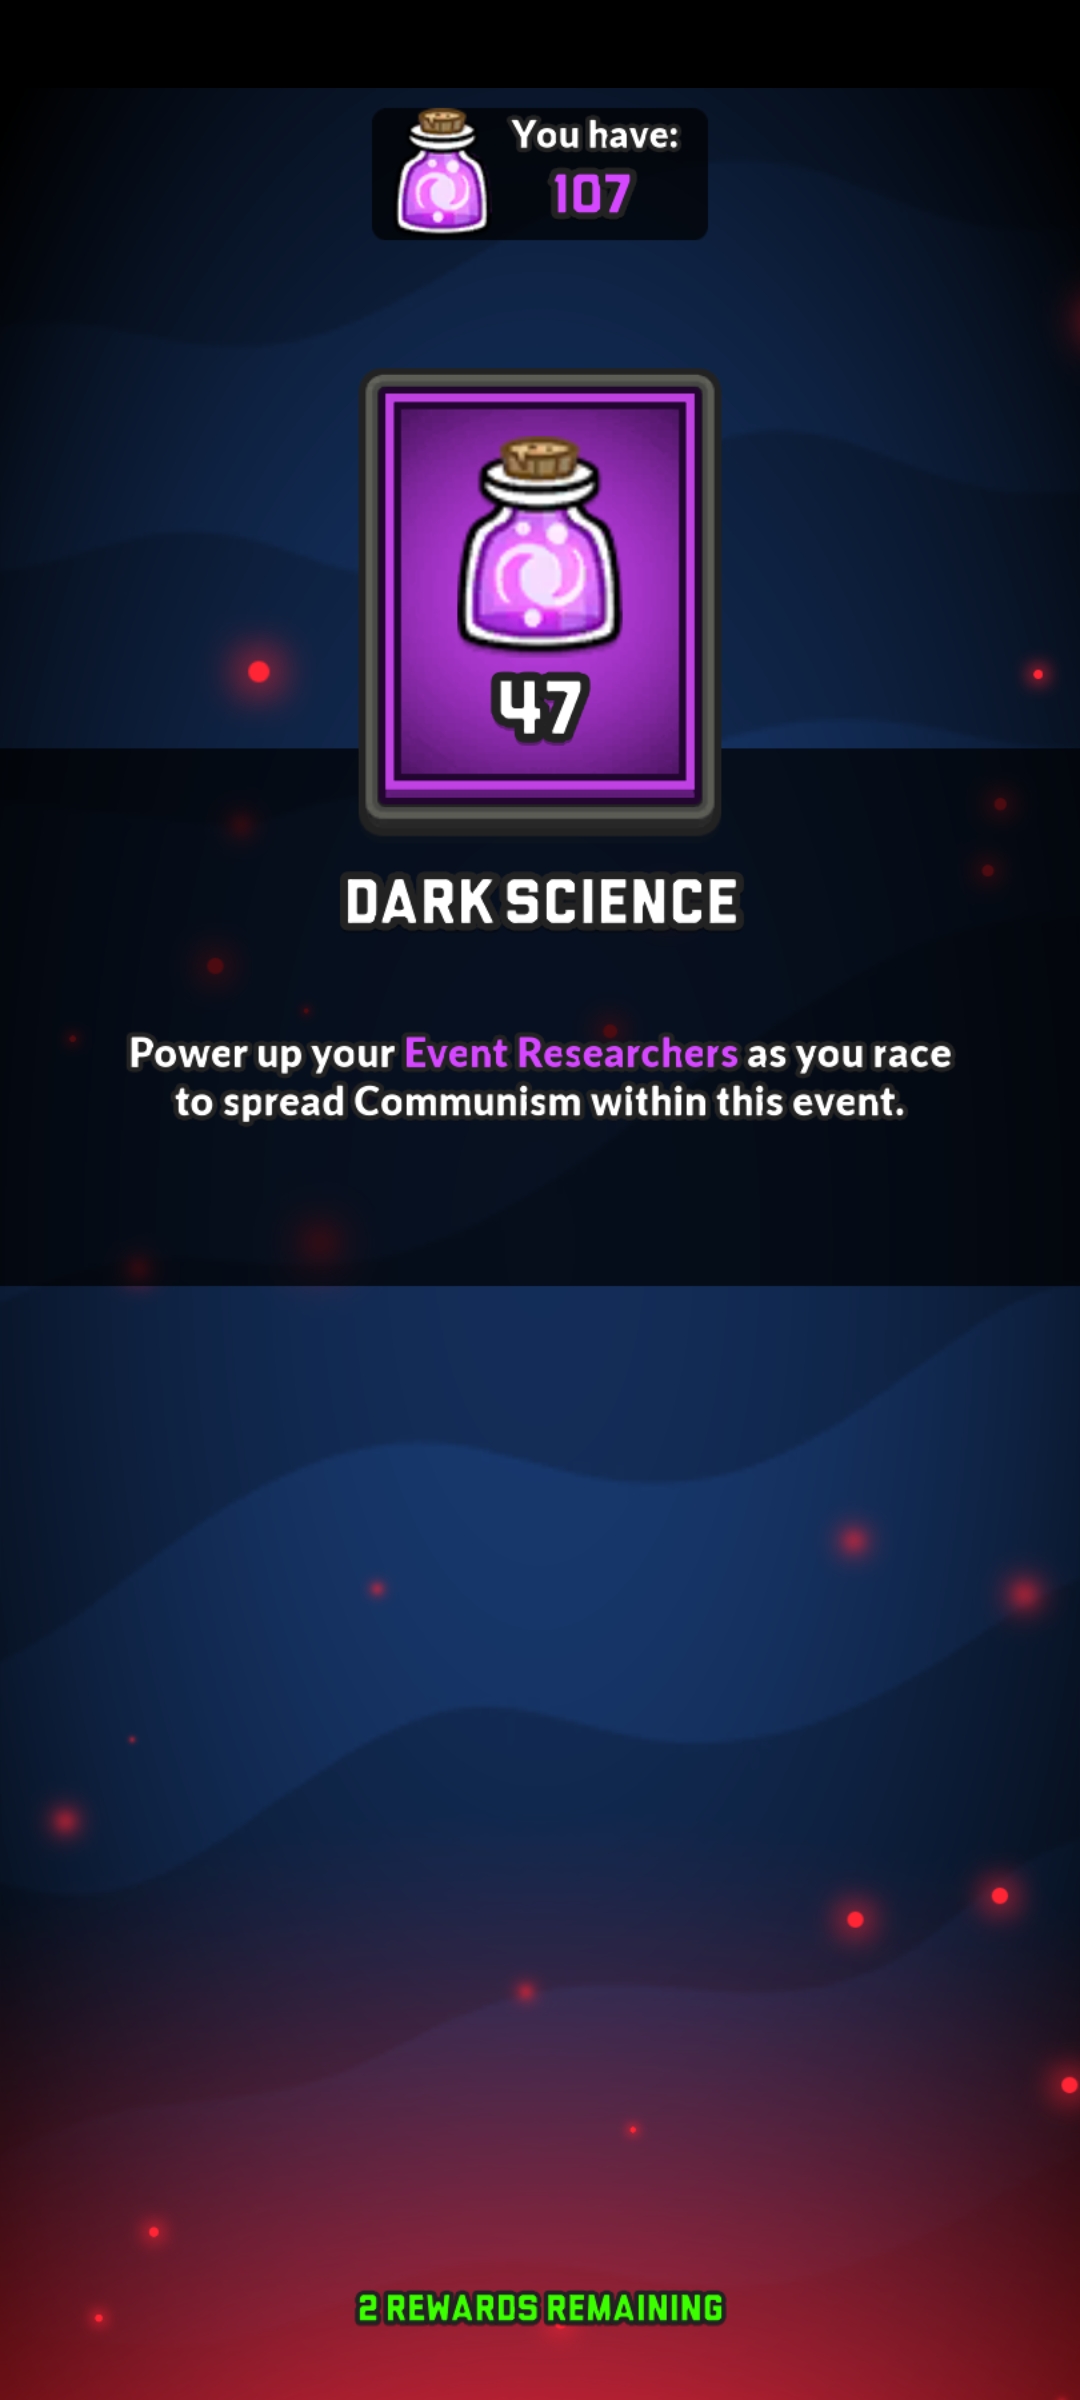 You have:
107
47
DARK SCIENCE
Power up your Event Researchers as you race
to spread Communism within this event.
2 REWARDS REMAINING